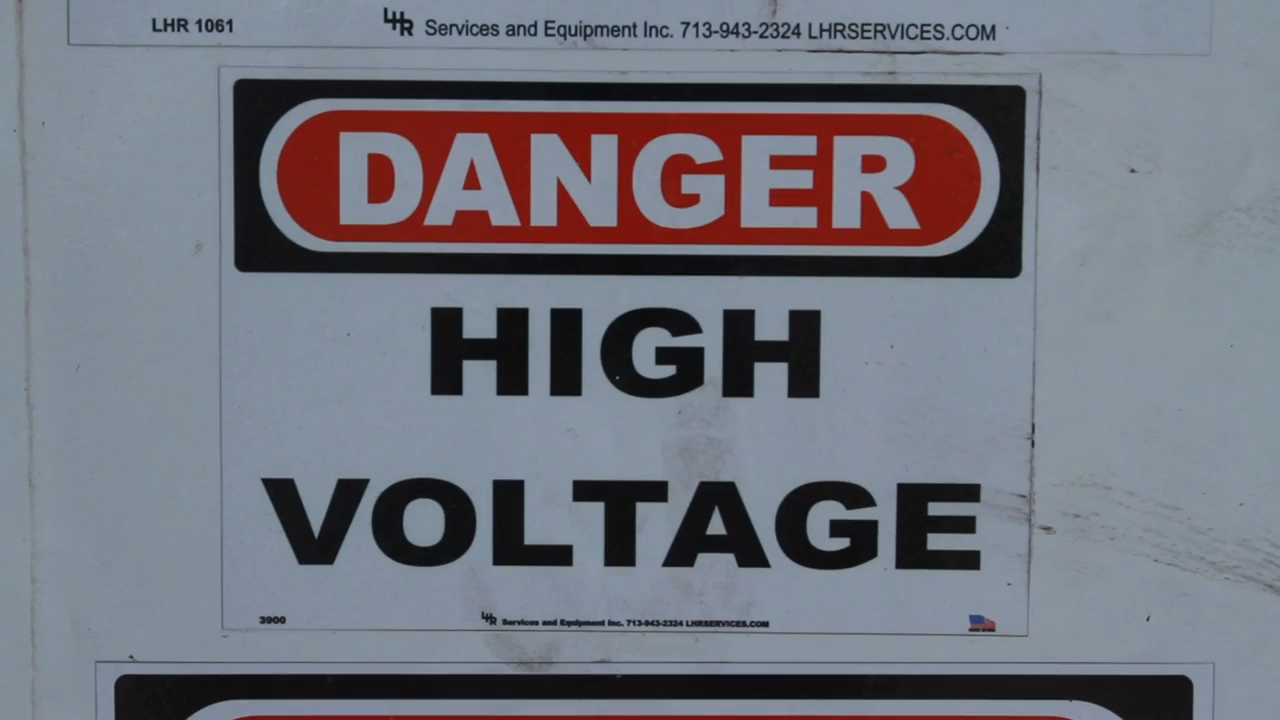 LHR 1061 LHR Services and Equipment Inc. 713-943-2324 LHRSERVICES.COM
DANGER
HIGH
VOLTAGE
3900 LHR Services and Equipment Inc. 713-943-2324 LHRSERVICES.COM